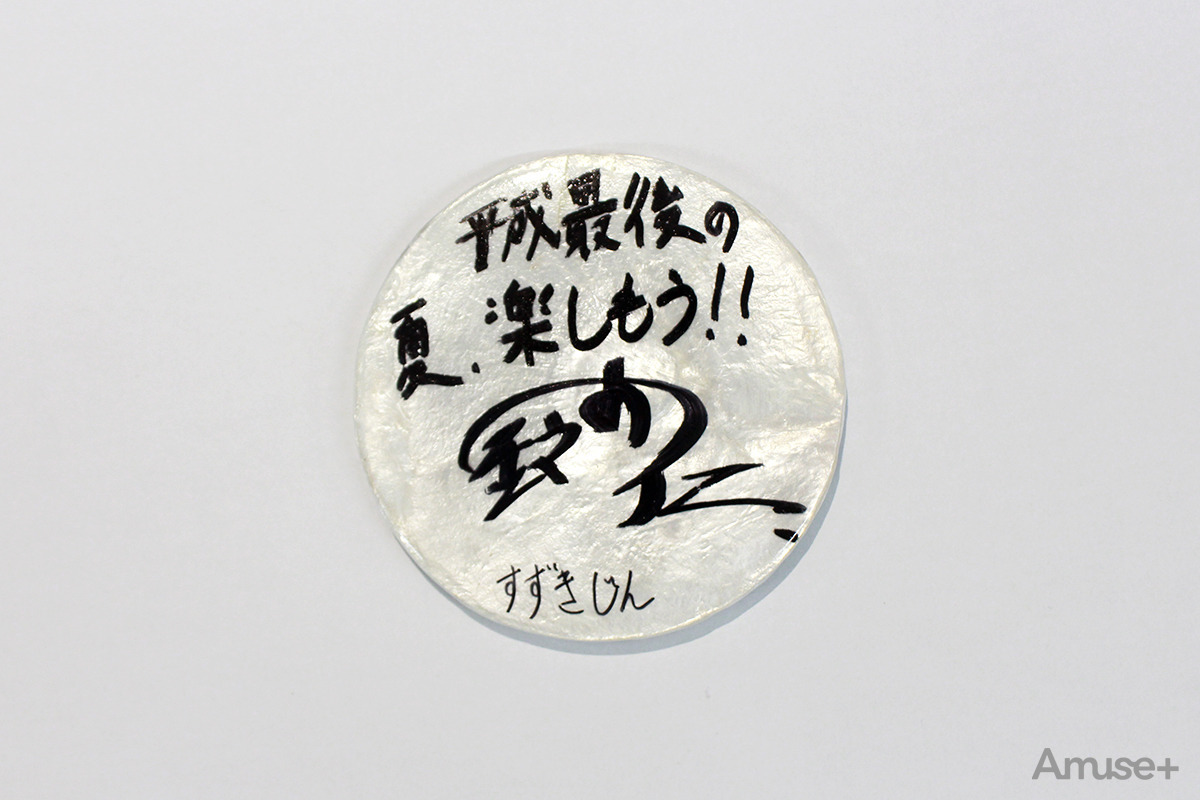 平成最後の
夏、楽しもう!!
すずきじん
Amuse+